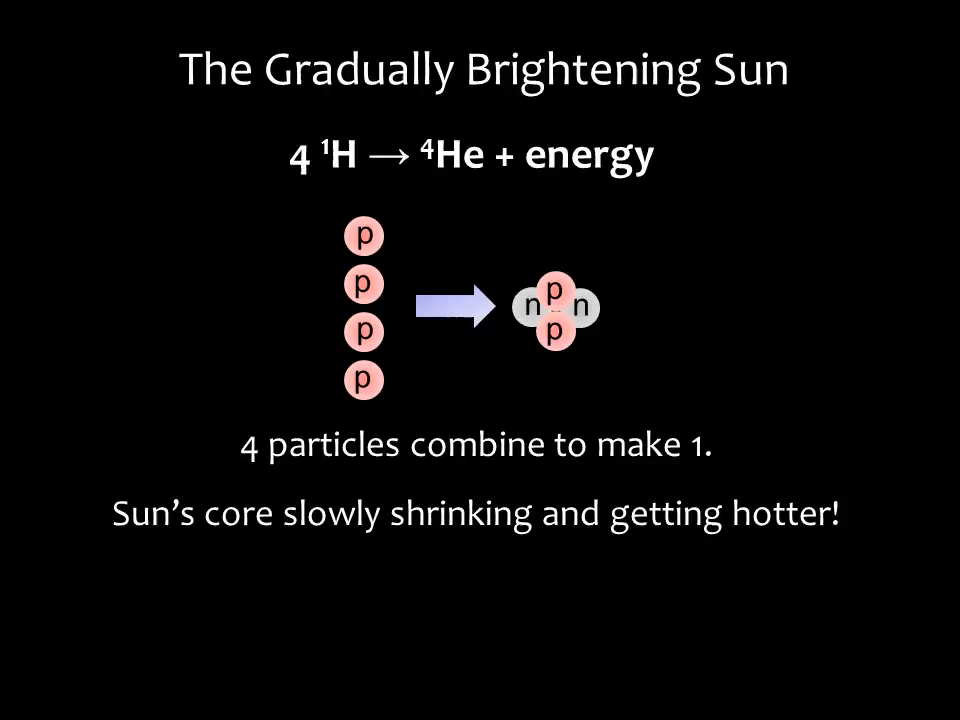 The Gradually Brightening Sun
4 ¹H → ⁴He + energy
p
p
p
p
n p n
p
4 particles combine to make 1.
Sun’s core slowly shrinking and getting hotter!